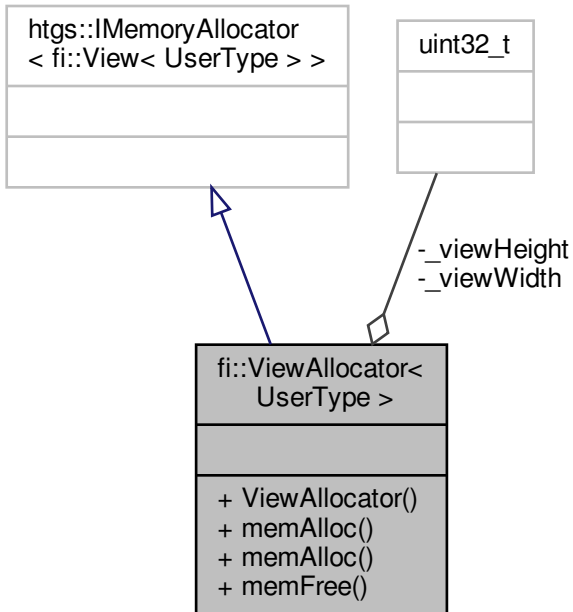 htgs::IMemoryAllocator
< fi::View< UserType > >
uint32_t
-_viewHeight
-_viewWidth
fi::ViewAllocator<
UserType >
+ ViewAllocator()
+ memAlloc()
+ memAlloc()
+ memFree()